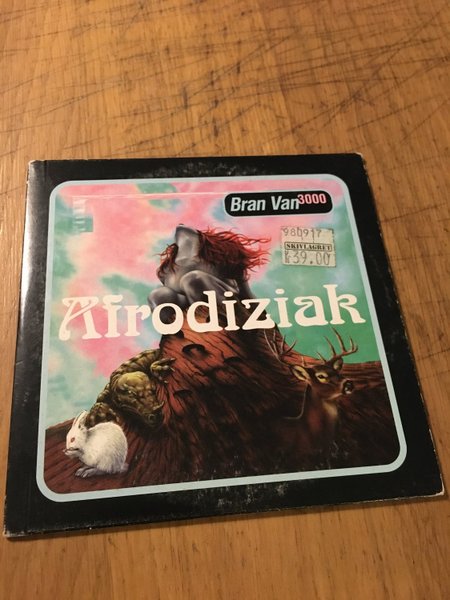 Bran Van 3000
980917
SKIVLAGRET
39.00
Afrodiziak